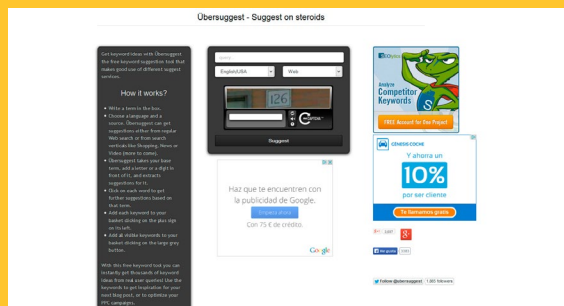 Übersuggest - Suggest on steroids
Get keyword ideas with Übersuggest
the free keyword suggestion tool that
makes good use of different suggest
services.
How it works?
Write a term in the box.
Choose a language and a
source. Übersuggest can get
suggestions either from regular
Web search or from search
verticals like Shopping, News or
Video (more to come).
Übersuggest takes your base
term, add a letter or a digit in
front of it, and extracts
suggestions for it.
Click on each word to get
further suggestions based on
that term.
Add each keyword to your
basket clicking on the plus sign
on its left.
Add all visible keywords to your
basket clicking on the large grey
button.
With this free keyword tool you can
instantly get thousands of keyword
ideas from real user queries! Use the
keywords to get inspiration for your
next blog post, or to optimize your
PPC campaigns.
English/USA
Web
126
Suggest
Haz que te encuentren con
la publicidad de Google.
Empieza ahora
Con 75 € de crédito.
Google
Analyze
Competitor
Keywords
FREE Account for One Project
GENESIS COCHE
Y ahora un
10%
por ser cliente
Te llamamos gratis
Follow @ubersuggest